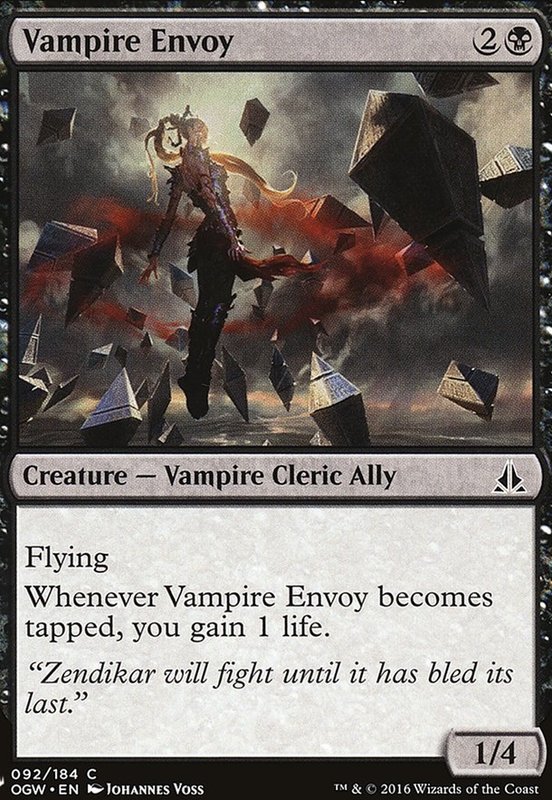 Vampire Envoy 2
Creature — Vampire Cleric Ally
Flying
Whenever Vampire Envoy becomes
tapped, you gain 1 life.
“Zendikar will fight until it has bled its
last.”
1/4
092/184 C
OGW • EN Johannes Voss
™ & © 2016 Wizards of the Coast